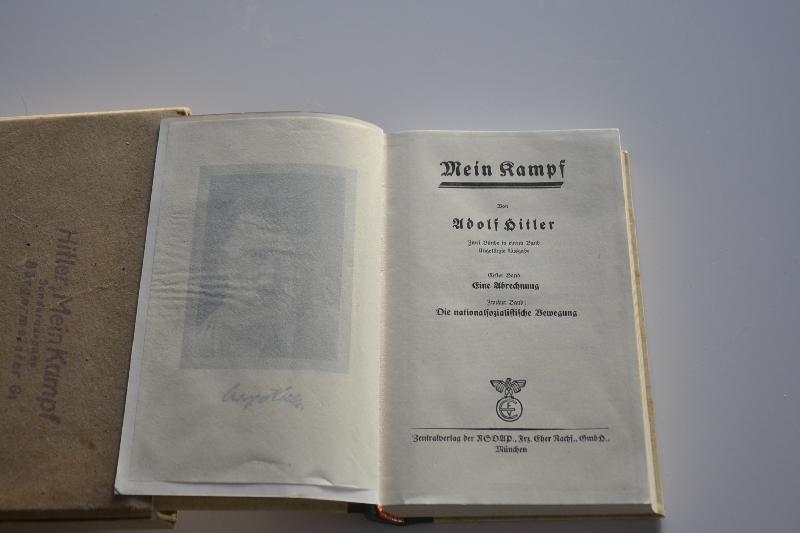 Hitler, Mein Kampf
Mein Kampf
Von
Adolf Hitler
Zwei Bände in einem Band
Ungekürzte Ausgabe
Erster Band:
Eine Abrechnung
Zweiter Band:
Die nationalsozialistische Bewegung
Zentralverlag der NSDAP., Frz. Eher Nachf., GmbH.,
München